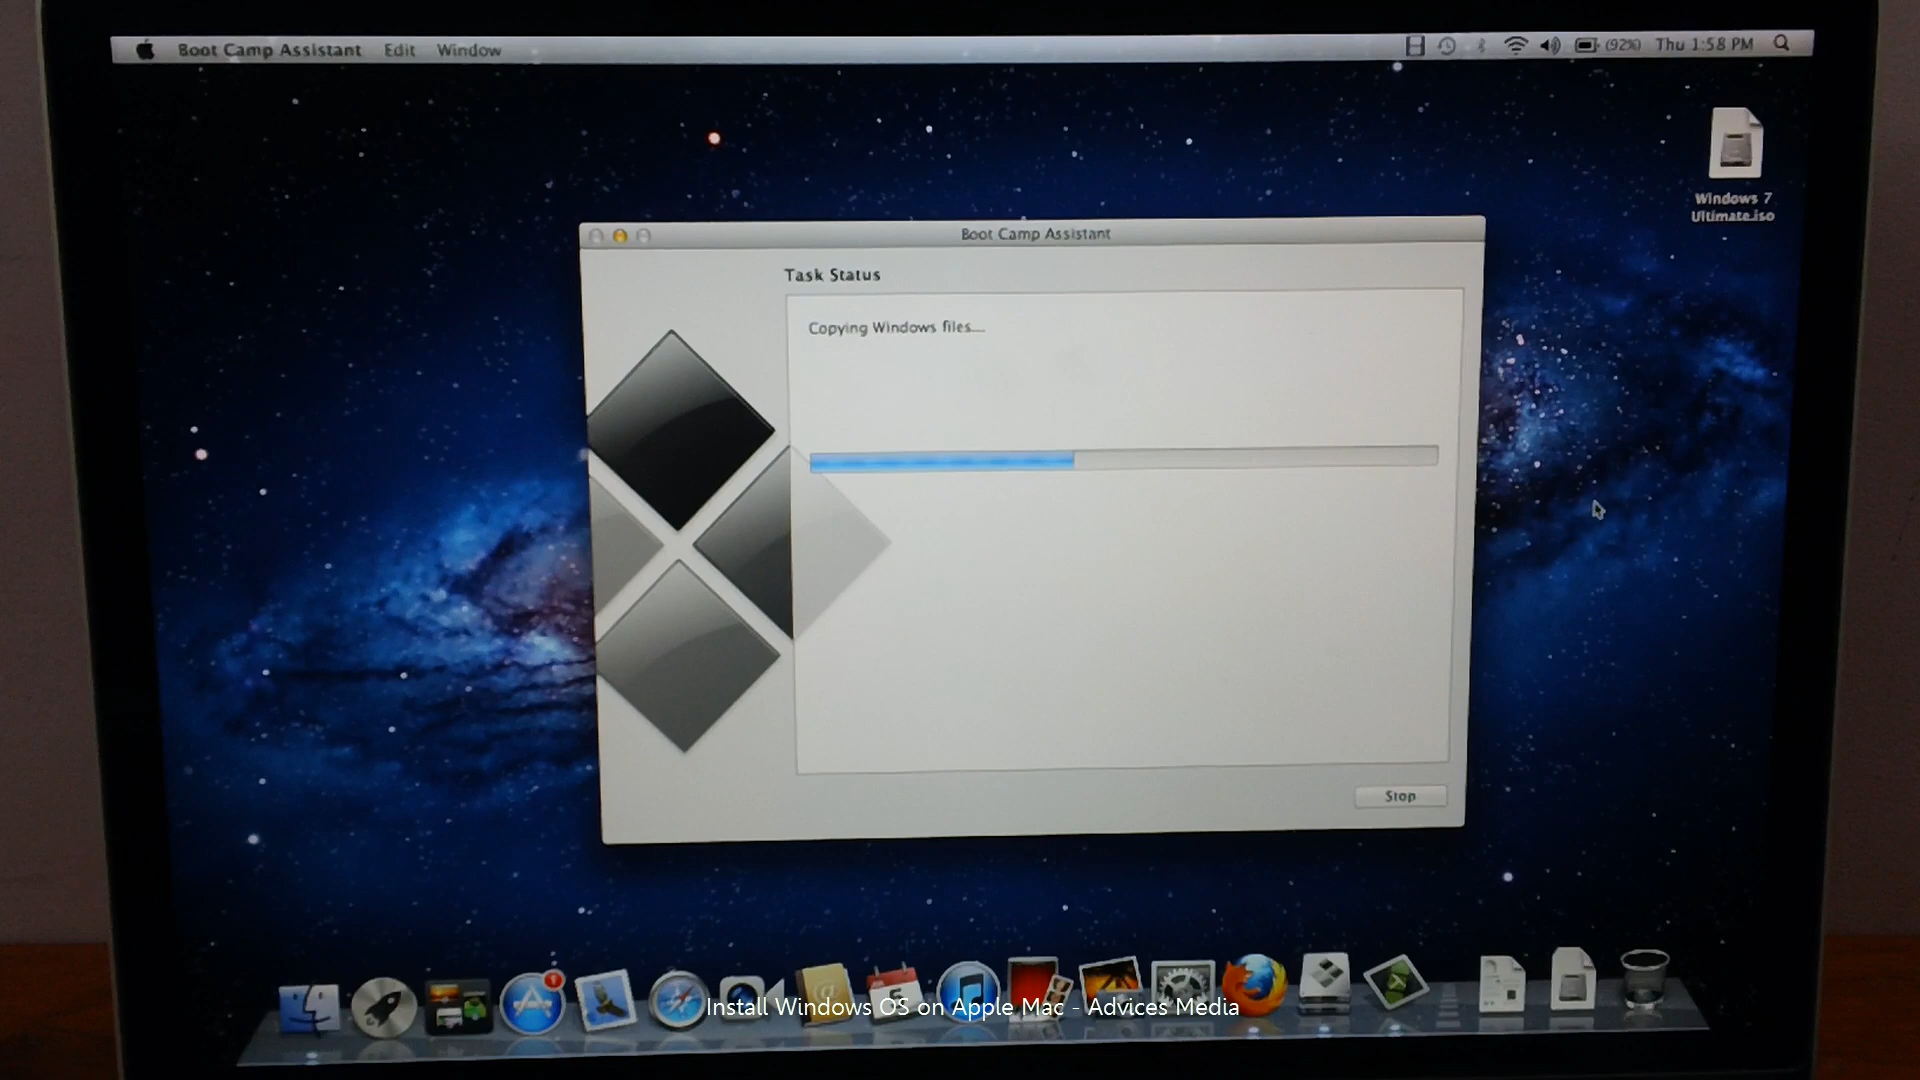 Boot Camp Assistant Edit Window
(92%) Thu 1:58 PM
Windows 7
Ultimate.iso
Boot Camp Assistant
Task Status
Copying Windows files...
Stop
Install Windows OS on Apple Mac - Advices Media